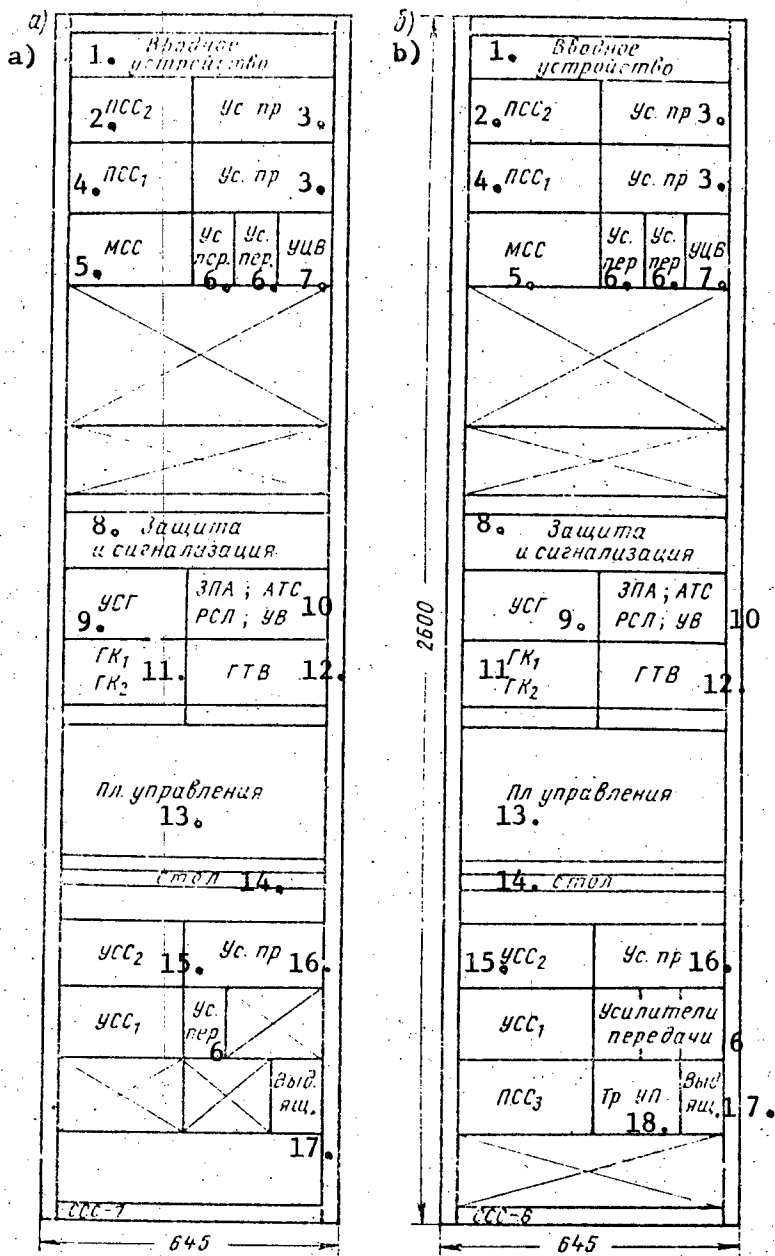 а)
a)
1. Вводное
устройство
2. ПСС₂
Ус пр 3.
4. ПСС₁
Ус. пр 3.
5. МСС
Ус
пер.
6.
Ус.
пер.
6.
УЦВ
7.
8. Защита
и сигнализация
УСГ
9.
ЗПА ; АТС
РСЛ ; УВ 10
ГК₁
ГК₂
11.
ГТВ 12.
Пл. управления
13.
стол 14.
УСС₂ 15.
Ус. пр 16.
УСС₁
Ус.
пер
6
Выд.
ящ.
17.
ССС-7
645
б)
b)
1. Вводное
устройство
2. ПСС₂
Ус. пр 3.
4. ПСС₁
Ус. пр 3.
МСС
5.
Ус.
пер
6.
Ус.
пер
6.
УЦВ
7.
8. Защита
и сигнализация
УСГ
9.
ЗПА ; АТС
РСЛ ; УВ 10
11 ГК₁
ГК₂
ГТВ 12.
2600
Пл управления
13.
14. стол
15. УСС₂
Ус. пр 16.
УСС₁
Усилители
передачи 6
ПСС₃
Тр УП
18.
Выд
ящ. 17.
ССС-6
645